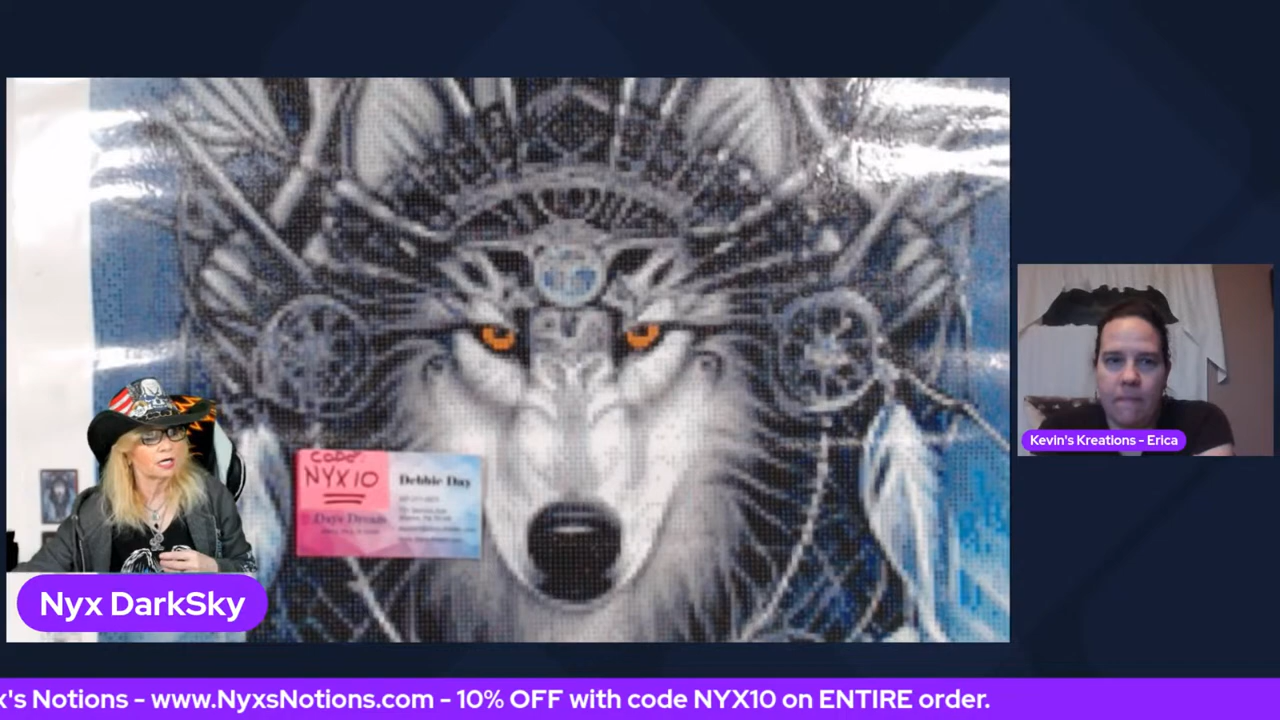 CODE
NYX10
Debbie Day
Days Dream
Nyx DarkSky
Kevin's Kreations - Erica
x's Notions - www.NyxsNotions.com - 10% OFF with code NYX10 on ENTIRE order.